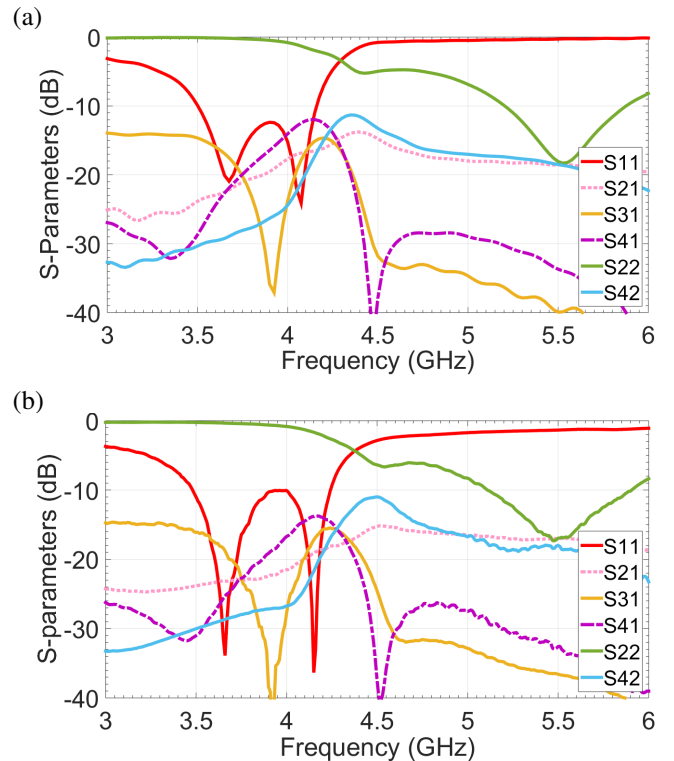 (a)
0
-10
-20
-30
-40
S-Parameters (dB)
3
3.5
4
4.5
5
5.5
6
Frequency (GHz)
S11
S21
S31
S41
S22
S42
(b)
0
-10
-20
-30
-40
S-parameters (dB)
3
3.5
4
4.5
5
5.5
6
Frequency (GHz)
S11
S21
S31
S41
S22
S42